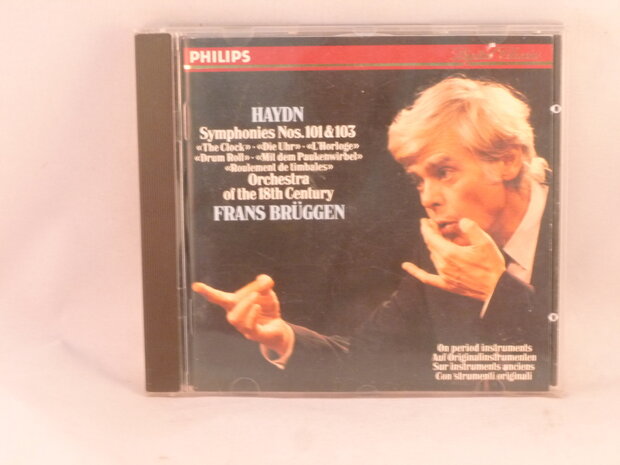 PHILIPS
HAYDN
Symphonies Nos. 101 & 103
«The Clock» - «Die Uhr» - «L'Horloge»
«Drum Roll» - «Mit dem Paukenwirbel»
«Roulement de timbales»
Orchestra
of the 18th Century
FRANS BRÜGGEN
On period instruments
Auf Originalinstrumenten
Sur instruments anciens
Con strumenti originali